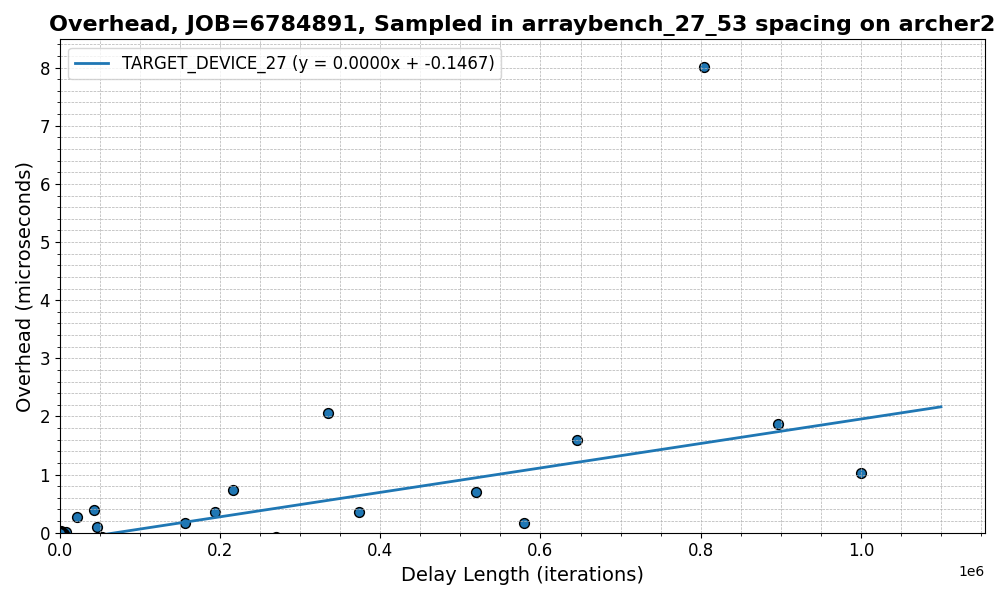 Overhead, JOB=6784891, Sampled in arraybench_27_53 spacing on archer2
TARGET_DEVICE_27 (y = 0.0000x + -0.1467)
Overhead (microseconds)
8
7
6
5
4
3
2
1
0
0.0 0.2 0.4 0.6 0.8 1.0
1e6
Delay Length (iterations)